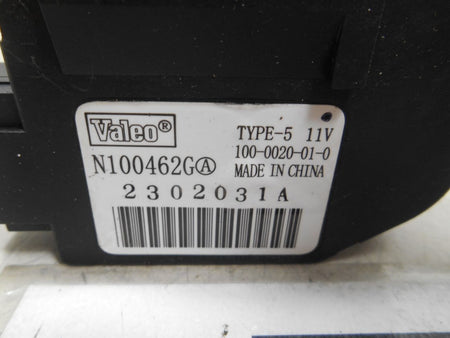 Valeo®
TYPE-5 11V
100-0020-01-0
N100462GⒶ
MADE IN CHINA
2302031A